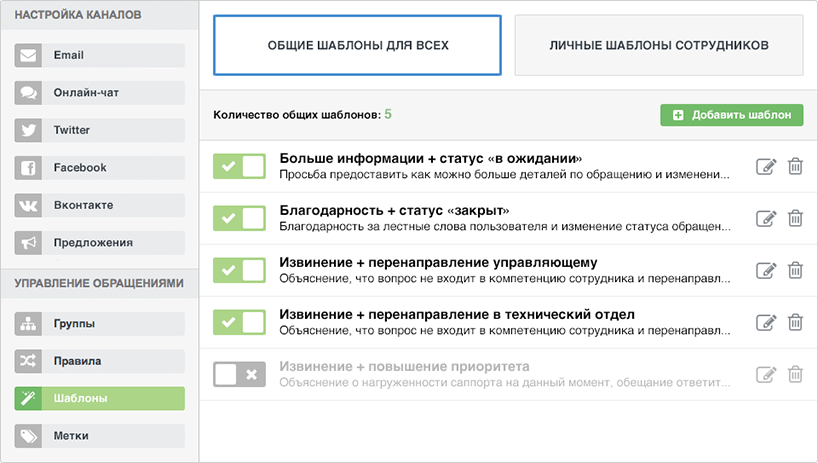 НАСТРОЙКА КАНАЛОВ
Email
Онлайн-чат
Twitter
Facebook
Вконтакте
Предложения
УПРАВЛЕНИЕ ОБРАЩЕНИЯМИ
Группы
Правила
Шаблоны
Метки
ОБЩИЕ ШАБЛОНЫ ДЛЯ ВСЕХ
ЛИЧНЫЕ ШАБЛОНЫ СОТРУДНИКОВ
Количество общих шаблонов: 5
Добавить шаблон
Больше информации + статус «в ожидании»
Просьба предоставить как можно больше деталей по обращению и изменени...
Благодарность + статус «закрыт»
Благодарность за лестные слова пользователя и изменение статуса обращен...
Извинение + перенаправление управляющему
Объяснение, что вопрос не входит в компетенцию сотрудника и перенаправл...
Извинение + перенаправление в технический отдел
Объяснение, что вопрос не входит в компетенцию сотрудника и перенаправл...
Извинение + повышение приоритета
Объяснение о нагруженности саппорта на данный момент, обещание ответит...